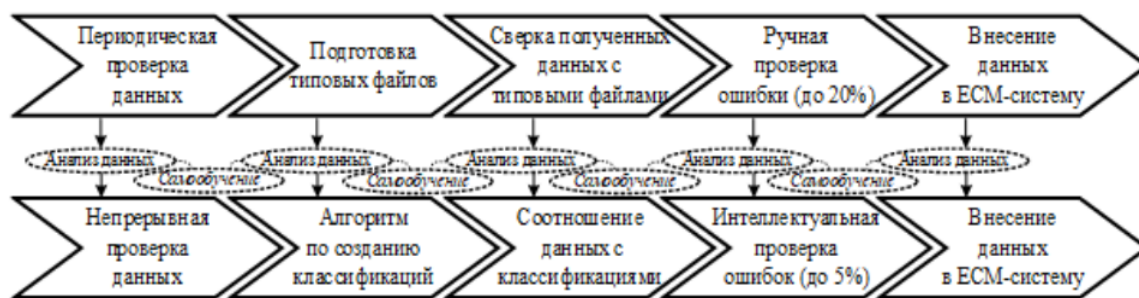 Периодическая
проверка
данных
Подготовка
типовых файлов
Сверка полученных
данных с
типовыми файлами
Ручная
проверка
ошибки (до 20%)
Внесение
данных
в ECM-систему
Анализ данных
Самообучение
Анализ данных
Самообучение
Анализ данных
Самообучение
Анализ данных
Самообучение
Анализ данных
Непрерывная
проверка
данных
Алгоритм
по созданию
классификаций
Соотношение
данных с
классификациями
Интеллектуальная
проверка
ошибок (до 5%)
Внесение
данных
в ECM-систему